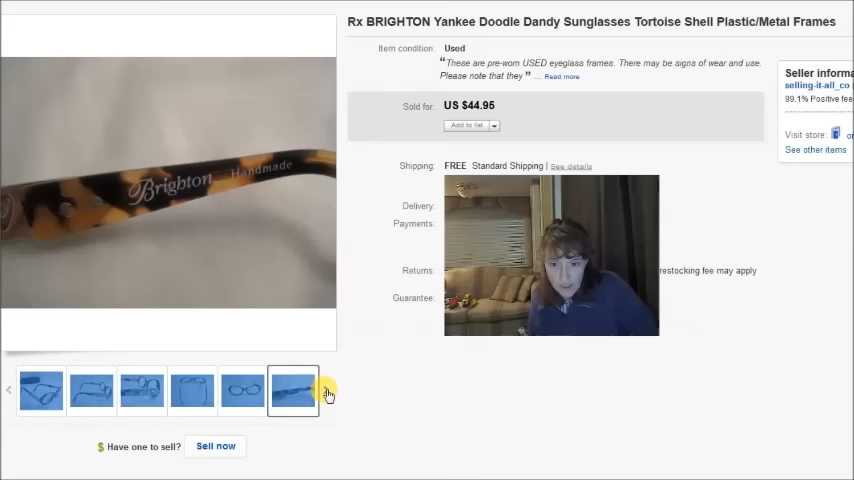 Rx BRIGHTON Yankee Doodle Dandy Sunglasses Tortoise Shell Plastic/Metal Frames
Item condition: Used
"These are pre-worn USED eyeglass frames. There may be signs of wear and use.
Please note that they " ... Read more
Sold for: US $44.95
Add to list
Shipping: FREE Standard Shipping | See details
Delivery:
Payments:
Returns: restocking fee may apply
Guarantee:
Seller informa
selling-it-all_co
99.1% Positive fee
Visit store:
See other items
Brighton Handmade
$ Have one to sell? Sell now